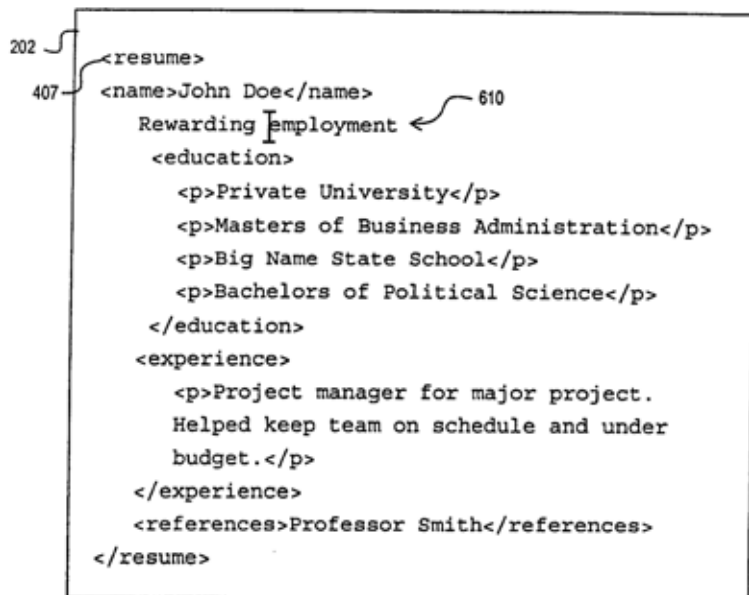 202
<resume>
407
<name>John Doe</name>
610
Rewarding employment
<education>
<p>Private University</p>
<p>Masters of Business Administration</p>
<p>Big Name State School</p>
<p>Bachelors of Political Science</p>
</education>
<experience>
<p>Project manager for major project.
Helped keep team on schedule and under
budget.</p>
</experience>
<references>Professor Smith</references>
</resume>